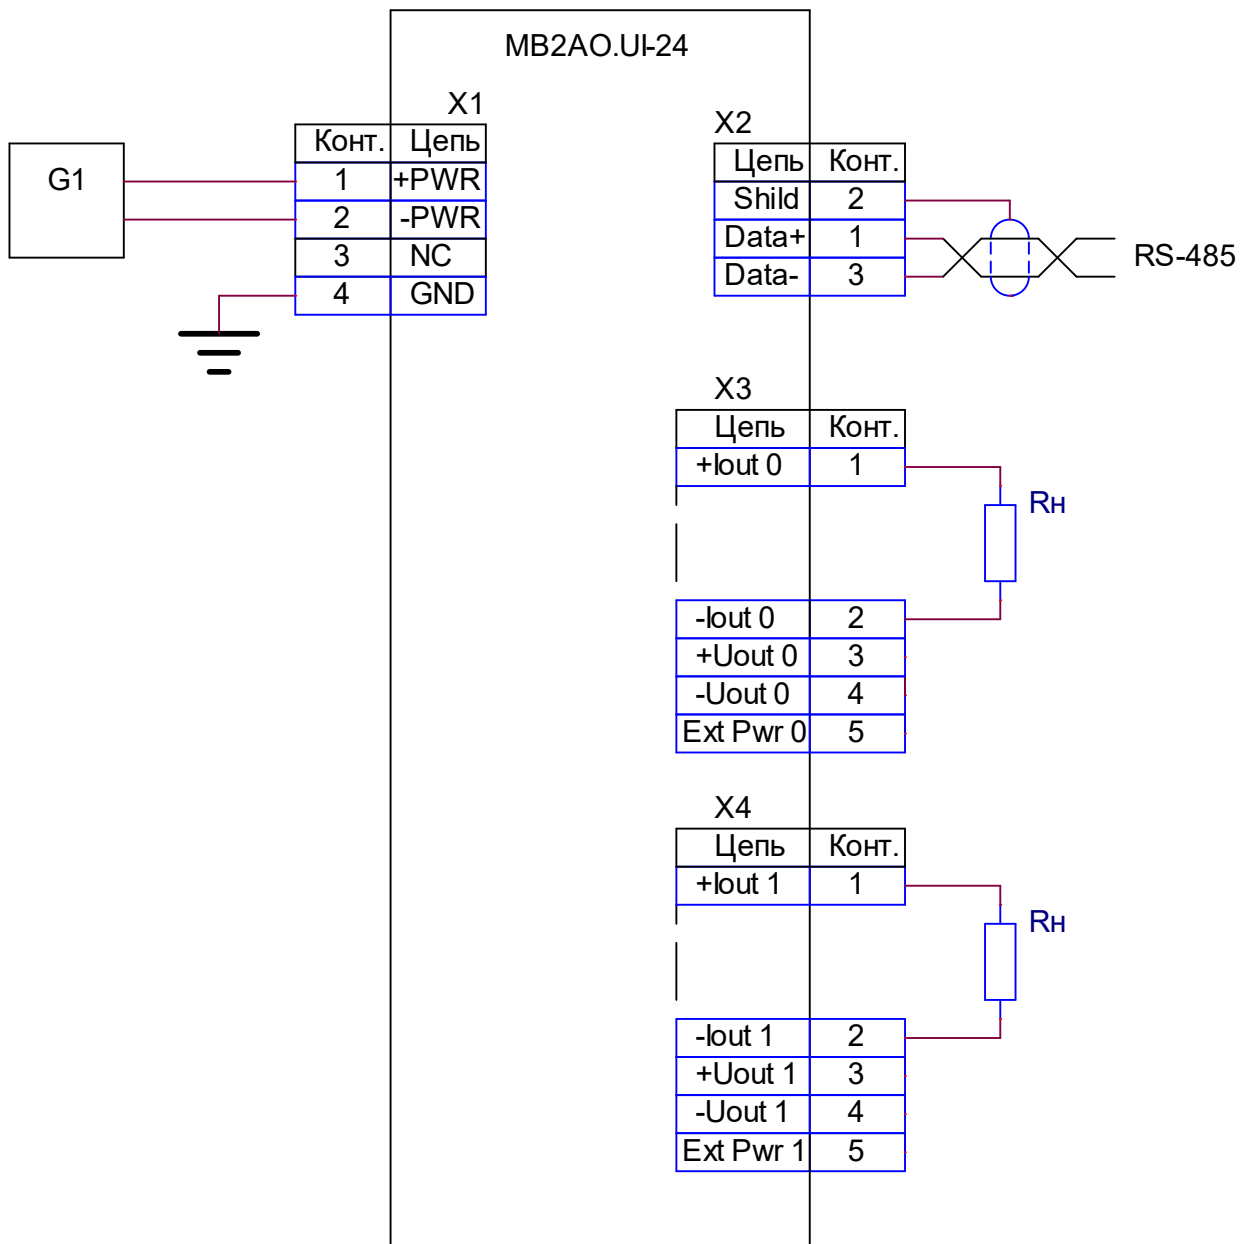 MB2AO.UI-24
X1
Конт. Цепь
1 +PWR
2 -PWR
3 NC
4 GND
G1
X2
Цепь Конт.
Shild 2
Data+ 1
Data- 3
RS-485
X3
Цепь Конт.
+Iout 0 1
Rн
-Iout 0 2
+Uout 0 3
-Uout 0 4
Ext Pwr 0 5
X4
Цепь Конт.
+Iout 1 1
Rн
-Iout 1 2
+Uout 1 3
-Uout 1 4
Ext Pwr 1 5